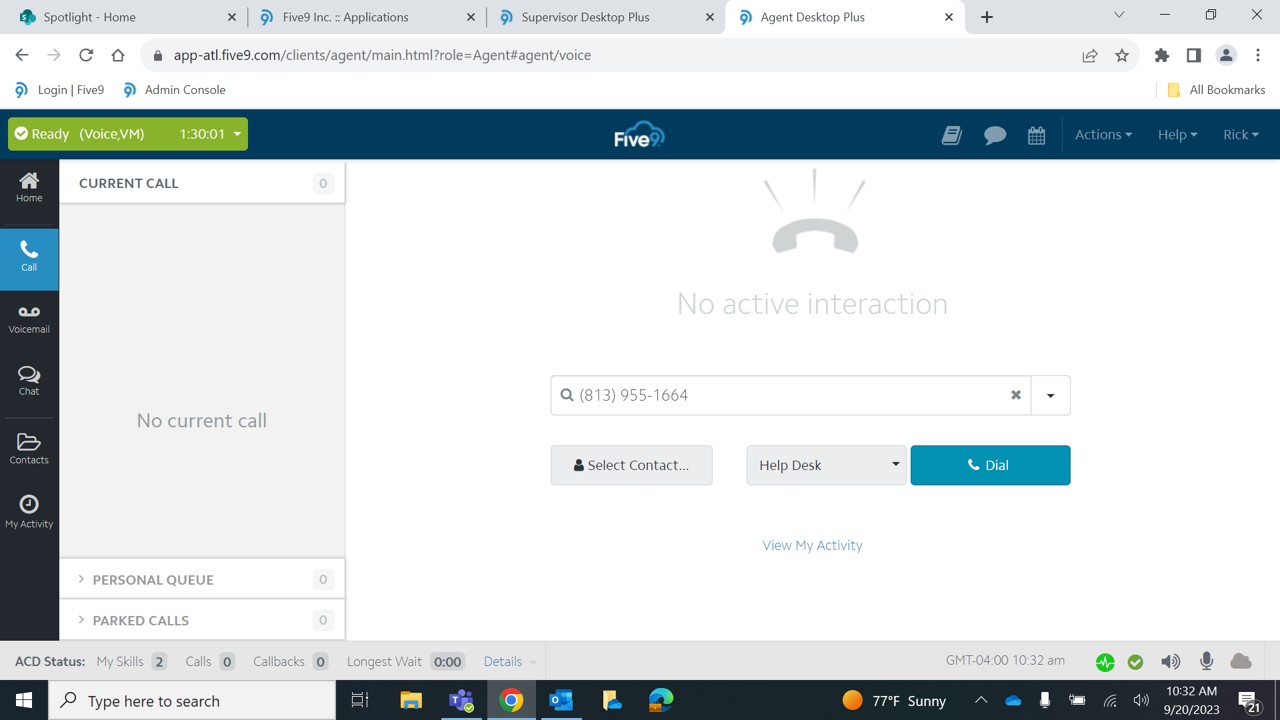 Spotlight - Home
Five9 Inc. :: Applications
Supervisor Desktop Plus
Agent Desktop Plus
app-atl.five9.com/clients/agent/main.html?role=Agent#agent/voice
Login | Five9
Admin Console
All Bookmarks
Ready (Voice,VM) 1:30:01
Five9
Actions
Help
Rick
Home
CURRENT CALL 0
Call
Voicemail
Chat
Contacts
My Activity
No current call
No active interaction
(813) 955-1664
Select Contact...
Help Desk
Dial
View My Activity
PERSONAL QUEUE 0
PARKED CALLS 0
ACD Status: My Skills 2 Calls 0 Callbacks 0 Longest Wait 0:00 Details
GMT-04:00 10:32 am
Type here to search
77°F Sunny
10:32 AM
9/20/2023
21